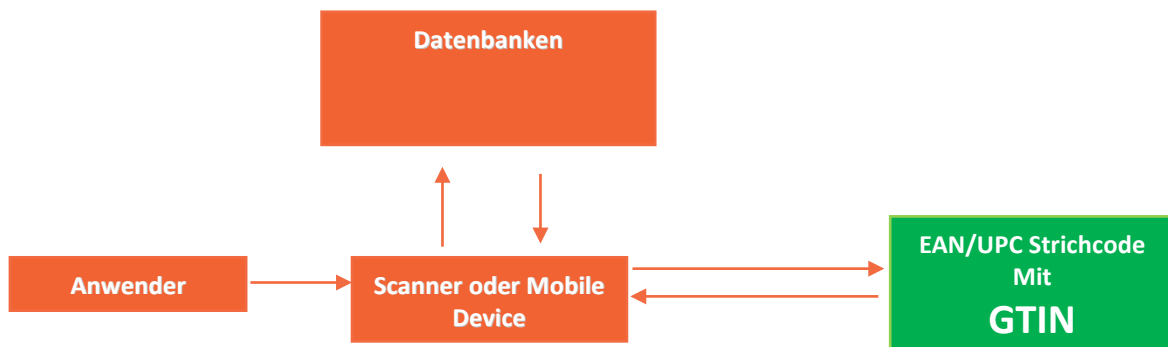 Datenbanken
EAN/UPC Strichcode
Mit
GTIN
Anwender
Scanner oder Mobile
Device